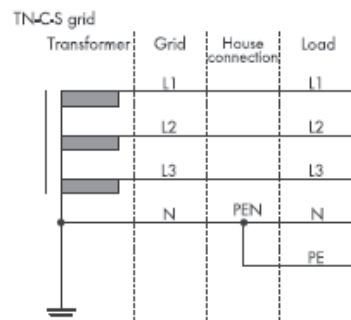 TN-C-S grid
Transformer Grid House connection Load
L1 L1
L2 L2
L3 L3
N PEN N
PE